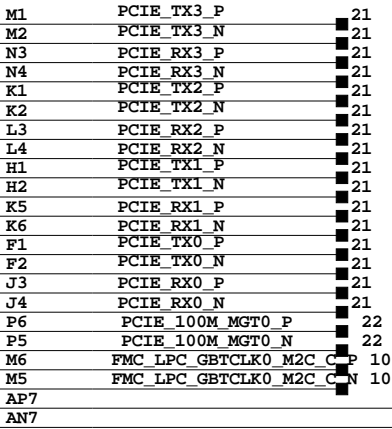 M1 PCIE_TX3_P 21
M2 PCIE_TX3_N 21
N3 PCIE_RX3_P 21
N4 PCIE_RX3_N 21
K1 PCIE_TX2_P 21
K2 PCIE_TX2_N 21
L3 PCIE_RX2_P 21
L4 PCIE_RX2_N 21
H1 PCIE_TX1_P 21
H2 PCIE_TX1_N 21
K5 PCIE_RX1_P 21
K6 PCIE_RX1_N 21
F1 PCIE_TX0_P 21
F2 PCIE_TX0_N 21
J3 PCIE_RX0_P 21
J4 PCIE_RX0_N 21
P6 PCIE_100M_MGT0_P 22
P5 PCIE_100M_MGT0_N 22
M6 FMC_LPC_GBTCLK0_M2C_C_P 10
M5 FMC_LPC_GBTCLK0_M2C_C_N 10
AP7
AN7